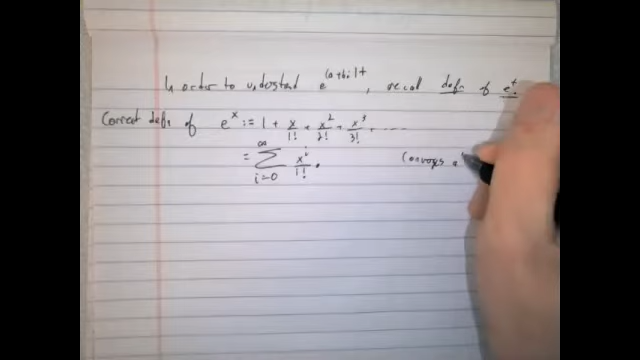 In order to understand e^{(a+bi)t}, recall defn of e^t.
Correct defn of e^x := 1 + x/1! + x^2/2! + x^3/3! + .....
= ∑_{i=0}^{∞} x^i/i!.
Converges